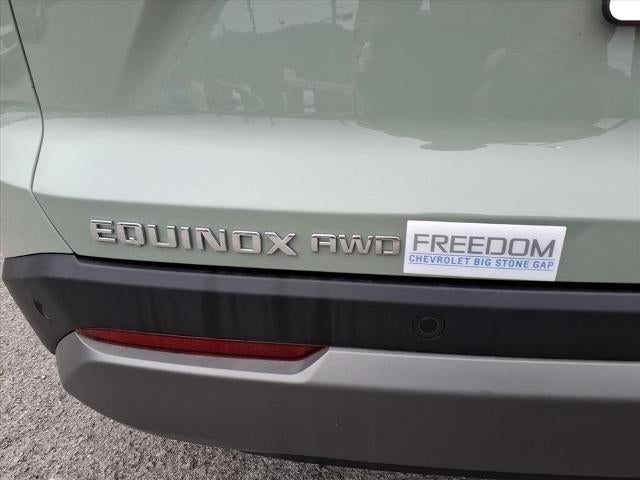 EQUINOX AWD
FREEDOM
CHEVROLET BIG STONE GAP